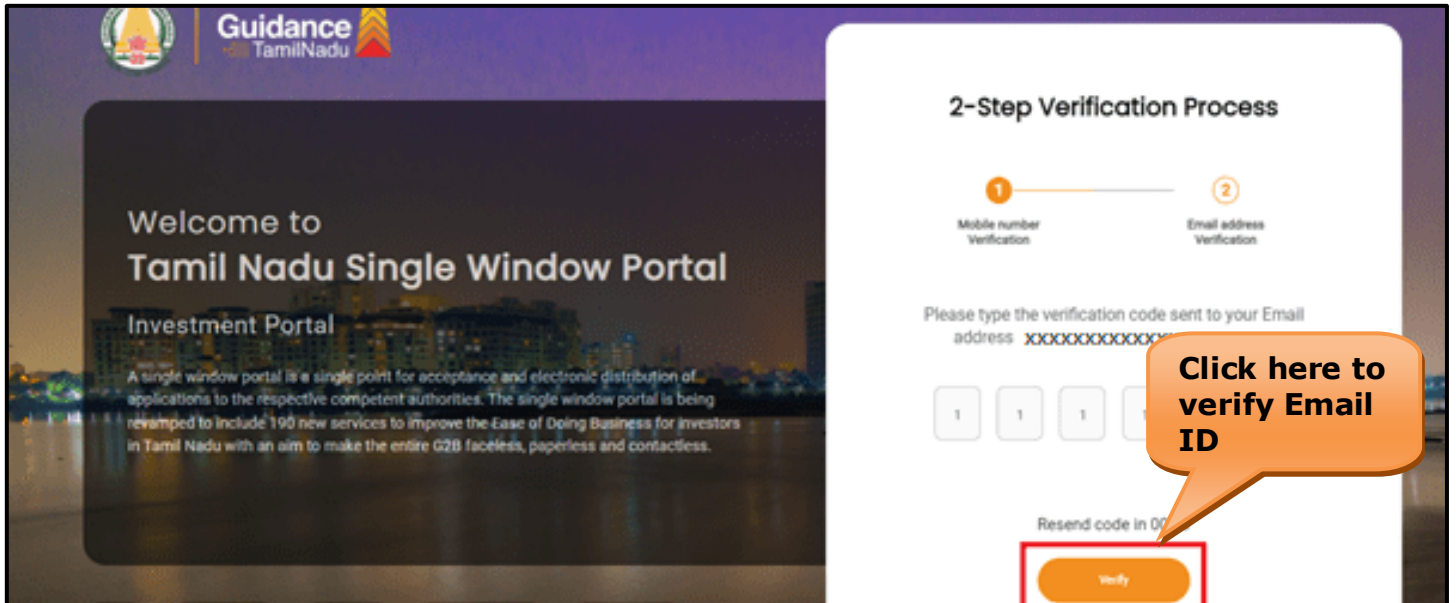 Guidance
TamilNadu
2-Step Verification Process
1
2
Mobile number
Verification
Email address
Verification
Welcome to
Tamil Nadu Single Window Portal
Investment Portal
A single window portal is a single point for acceptance and electronic distribution of
applications to the respective competent authorities. The single window portal is being
revamped to include 190 new services to improve the Ease of Doing Business for investors
in Tamil Nadu with an aim to make the entire G2B faceless, paperless and contactless.
Please type the verification code sent to your Email
address XXXXXXXXXXXXX
1 1 1 1
Click here to
verify Email
ID
Resend code in
Verify